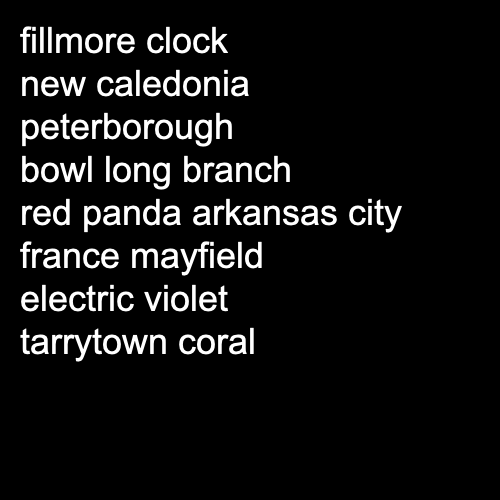 fillmore clock
new caledonia
peterborough
bowl long branch
red panda arkansas city
france mayfield
electric violet
tarrytown coral